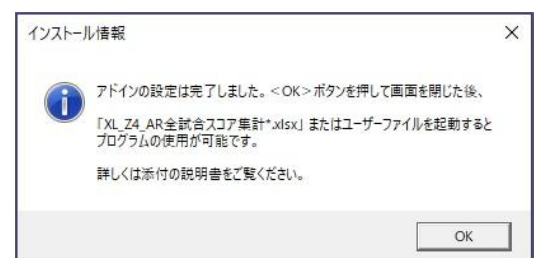 インストール情報
アドインの設定は完了しました。<OK>ボタンを押して画面を閉じた後、
「XL_Z4_AR全試合スコア集計*.xlsx」またはユーザーファイルを起動すると
プログラムの使用が可能です。
詳しくは添付の説明書をご覧ください。
OK